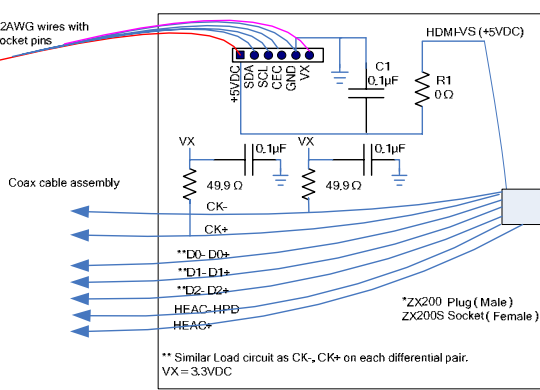 2AWG wires with
ocket pins
HDMI-VS (+5VDC)
+5VDC
SDA
SCL
CEC
GND
VX
C1
0.1µF
R1
0Ω
VX
0.1µF
VX
0.1µF
49.9Ω
49.9Ω
Coax cable assembly
CK-
CK+
**D0- D0+
**D1- D1+
**D2- D2+
HEAC- HPD
HEAC+
*ZX200 Plug ( Male )
ZX200S Socket ( Female )
** Similar Load circuit as CK-, CK+ on each differential pair.
VX = 3.3VDC